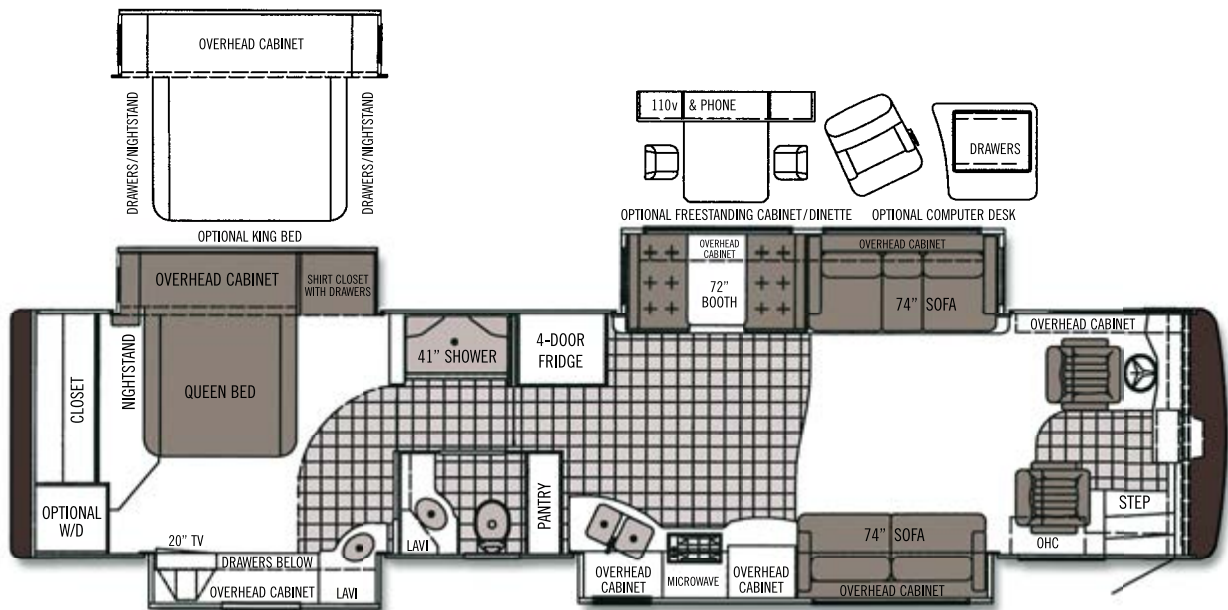 OVERHEAD CABINET
DRAWERS/NIGHTSTAND
DRAWERS/NIGHTSTAND
OPTIONAL KING BED
110v & PHONE
DRAWERS
OPTIONAL FREESTANDING CABINET/DINETTE
OPTIONAL COMPUTER DESK
OVERHEAD CABINET
SHIRT CLOSET
WITH DRAWERS
OVERHEAD
CABINET
72” BOOTH
OVERHEAD CABINET
74” SOFA
OVERHEAD CABINET
CLOSET
NIGHTSTAND
QUEEN BED
41” SHOWER
4-DOOR
FRIDGE
OPTIONAL
W/D
20” TV
DRAWERS BELOW
OVERHEAD CABINET
LAVI
LAVI
PANTRY
OVERHEAD
CABINET
MICROWAVE
OVERHEAD
CABINET
74” SOFA
OVERHEAD CABINET
STEP
OHC